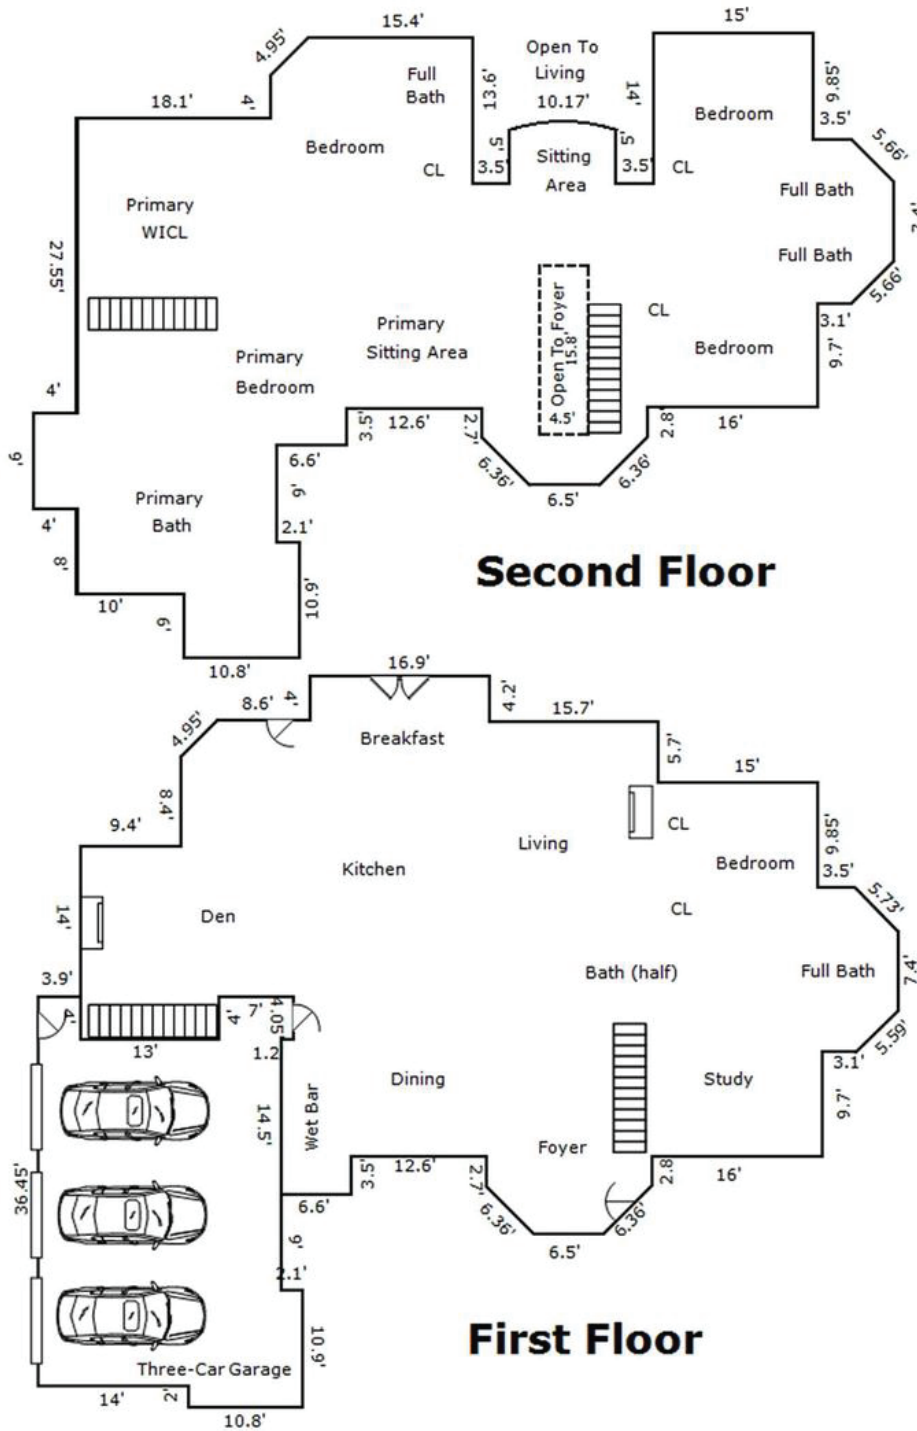 15.4'
15'
4.95'
Open To
Living
Full
Bath
13.6'
14'
9.85'
18.1'
4'
10.17'
Bedroom
3.5'
5.66'
Bedroom
5'
5'
Sitting
Area
CL
3.5'
3.5'
CL
Full Bath
Primary
WICL
7.4'
27.55'
Full Bath
5.66'
Open To Foyer
15.8'
CL
3.1'
Primary
Sitting Area
Bedroom
9.7'
Primary
Bedroom
4'
3.5'
12.6'
2.7'
4.5'
2.8'
16'
9'
6.6'
6.36'
6.36'
6.5'
Primary
Bath
9'
4'
2.1'
8'
Second Floor
10'
10.9'
6'
10.8'
16.9'
8.6'
4'
4.2'
15.7'
4.95'
Breakfast
5.7'
15'
8.4'
9.4'
CL
9.85'
Living
Bedroom
3.5'
Kitchen
5.73'
14'
Den
CL
Bath (half)
Full Bath
7.4'
3.9'
4'
4'
7'
4.05
5.59'
13'
1.2
3.1'
Dining
Study
9.7'
14.5'
Wet Bar
Foyer
3.5'
12.6'
2.7'
2.8
16'
36.45'
6.6'
6.36'
6.36'
9'
6.5'
2.1'
First Floor
10.9'
Three-Car Garage
14'
2'
10.8'